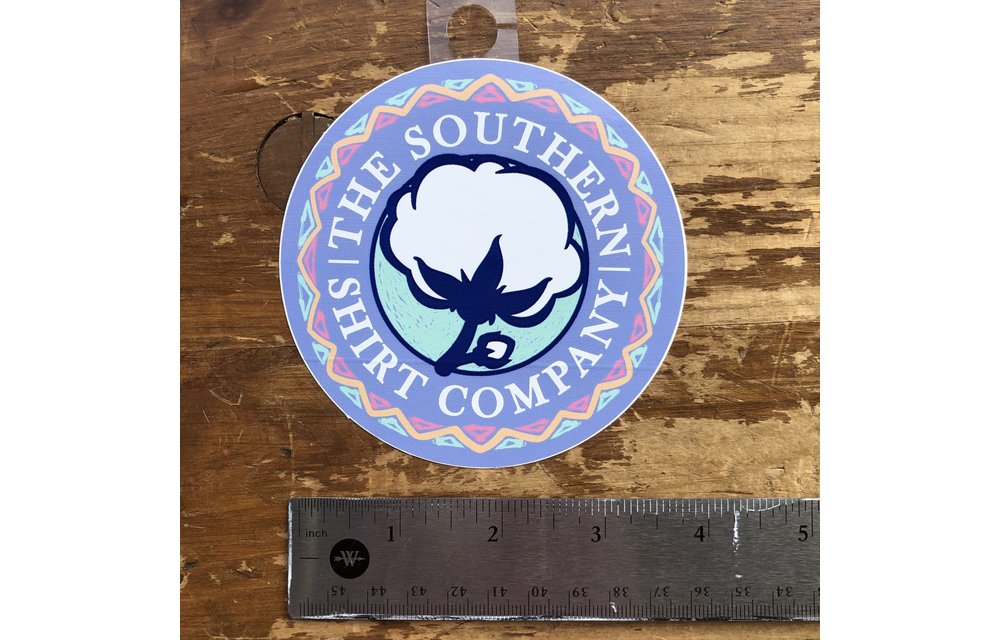 THE SOUTHERN
SHIRT COMPANY
1 2 3 4 5
inch
W
45 44 43 42 41 40 39 38 37 36 35 34